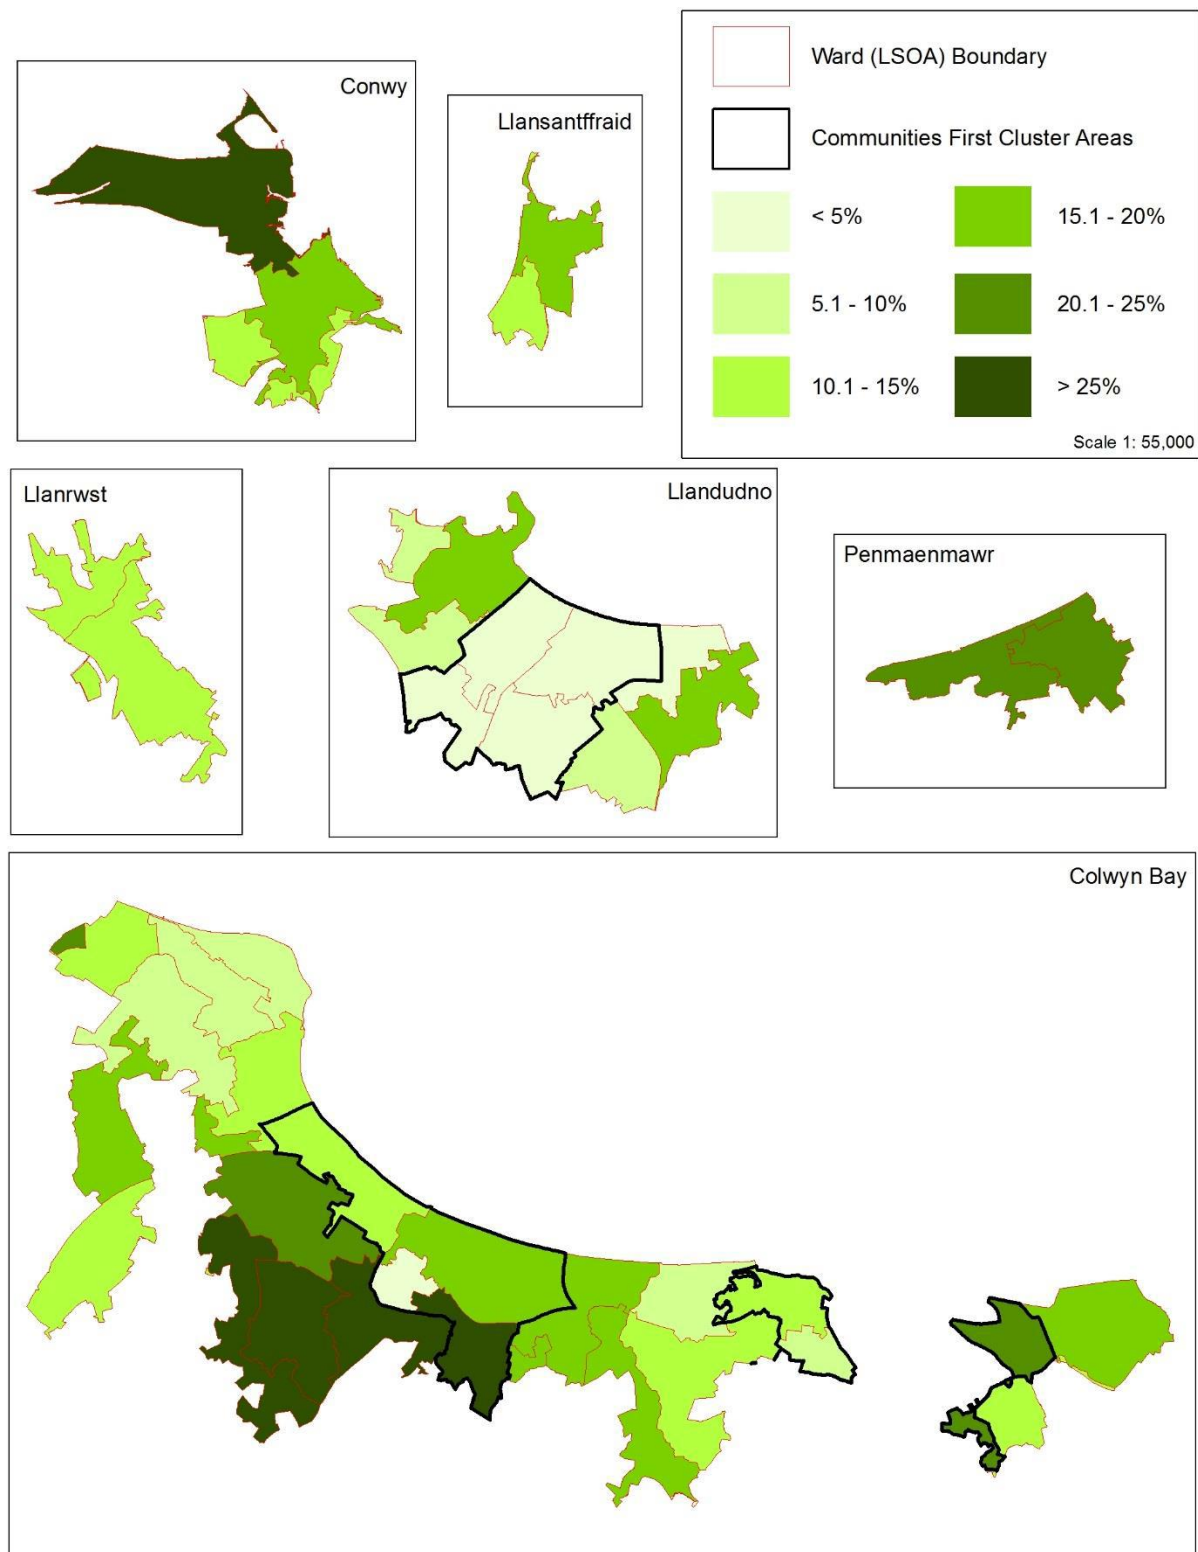 Conwy
Llansantffraid
Ward (LSOA) Boundary
Communities First Cluster Areas
< 5%
15.1 - 20%
5.1 - 10%
20.1 - 25%
10.1 - 15%
> 25%
Scale 1: 55,000
Llanrwst
Llandudno
Penmaenmawr
Colwyn Bay